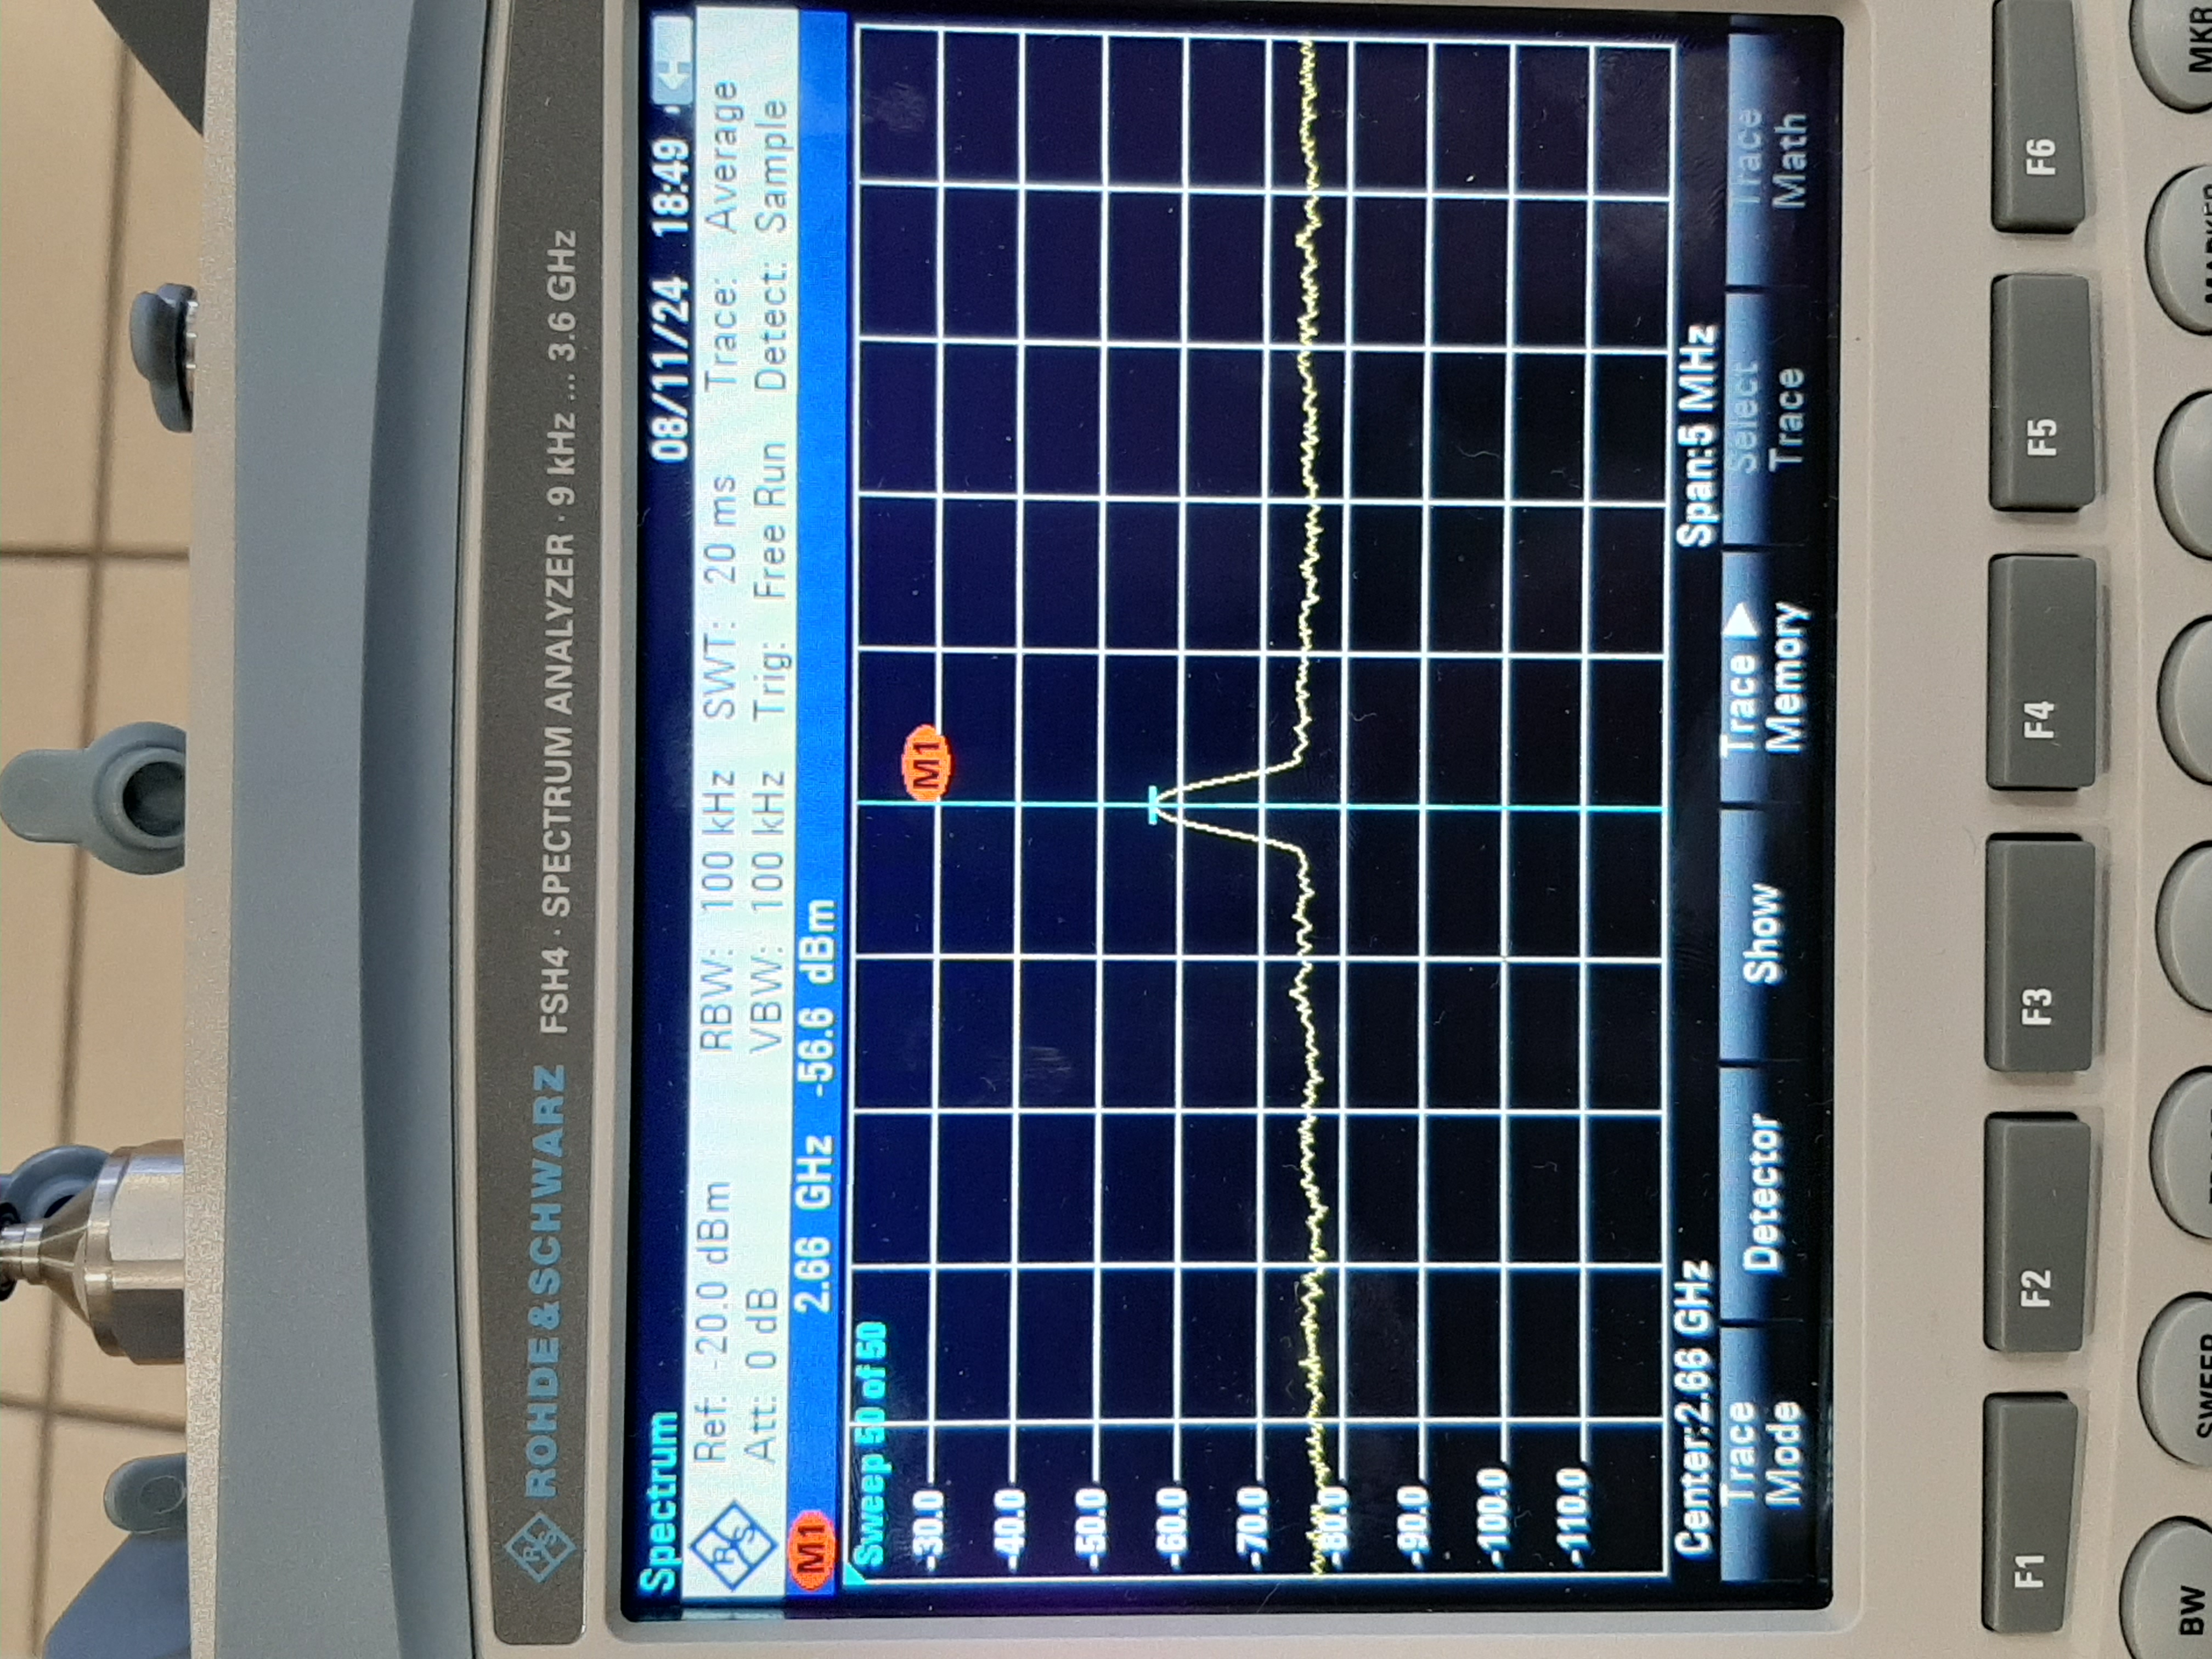 ROHDE&SCHWARZ FSH4 · SPECTRUM ANALYZER · 9 kHz ... 3.6 GHz
Spectrum 08/11/24 18:49
R S Ref: -20.0 dBm RBW: 100 kHz SWT: 20 ms Trace: Average
Att: 0 dB VBW: 100 kHz Trig: Free Run Detect: Sample
M1 2.66 GHz -56.6 dBm
Sweep 50 of 50
M1
-30.0
-40.0
-50.0
-60.0
-70.0
-80.0
-90.0
-100.0
-110.0
Center:2.66 GHz Span:5 MHz
Trace Mode
Detector
Show
Trace Memory
Select Trace
Trace Math
F1
F2
F3
F4
F5
F6
BW
SWEEP
MARKER
MKR